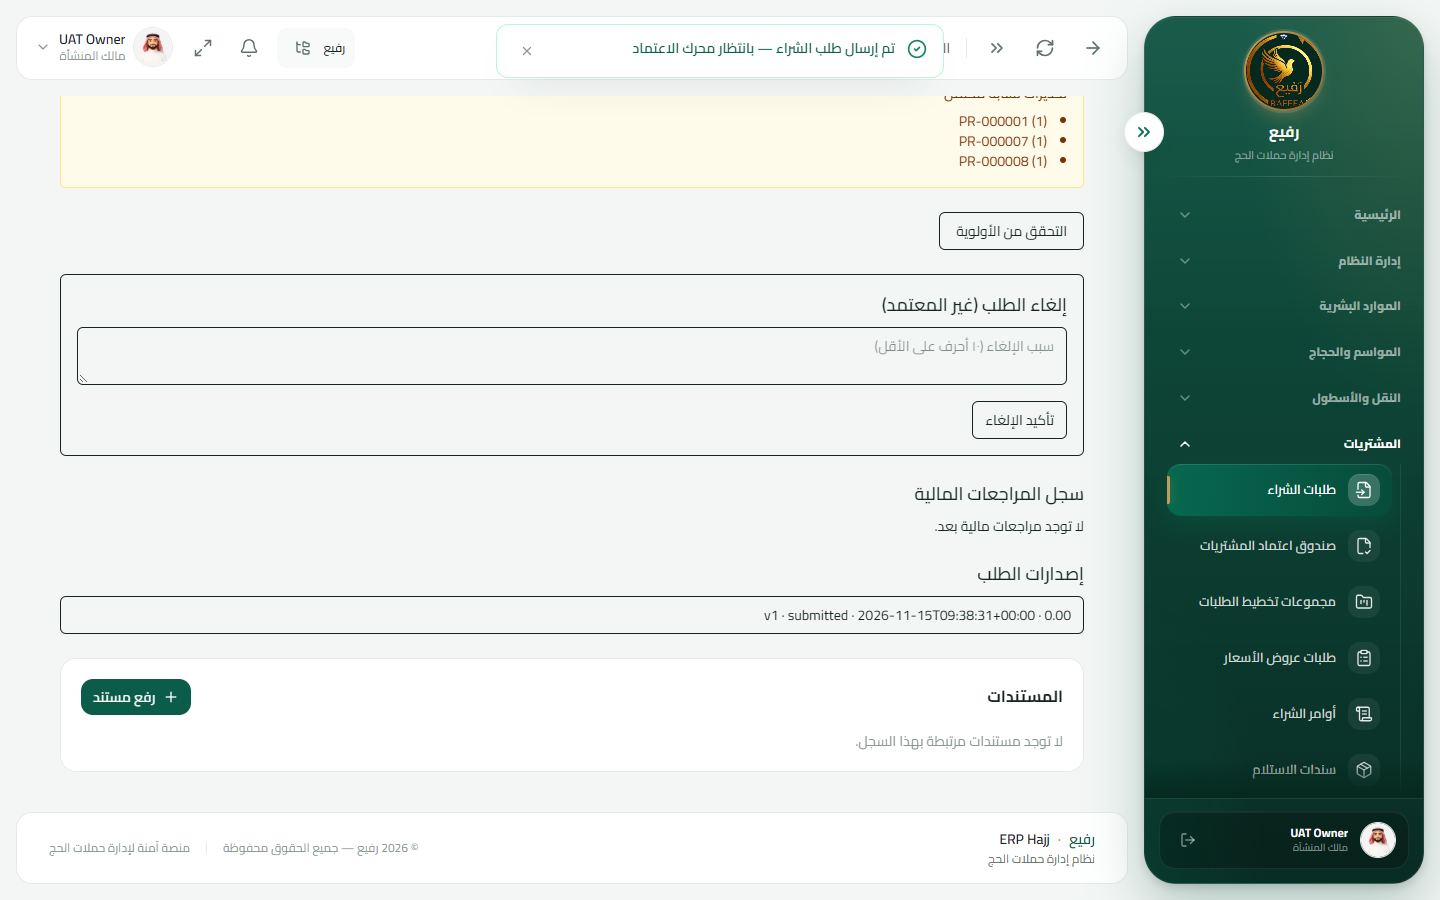 UAT Owner
مالك المنشأة
رفيع
تم إرسال طلب الشراء — بانتظار محرك الاعتماد
PR-000001 (1)
PR-000007 (1)
PR-000008 (1)
التحقق من الأولوية
إلغاء الطلب (غير المعتمد)
سبب الإلغاء (١٠ أحرف على الأقل)
تأكيد الإلغاء
سجل المراجعات المالية
لا توجد مراجعات مالية بعد.
إصدارات الطلب
v1 · submitted · 2026-11-15T09:38:31+00:00 · 0.00
المستندات
رفع مستند
لا توجد مستندات مرتبطة بهذا السجل.
رفيع · ERP Hajj
نظام إدارة حملات الحج
© 2026 رفيع — جميع الحقوق محفوظة
منصة آمنة لإدارة حملات الحج
رفيع
نظام إدارة حملات الحج
الرئيسية
إدارة النظام
الموارد البشرية
المواسم والحجاج
النقل والأسطول
المشتريات
طلبات الشراء
صندوق اعتماد المشتريات
مجموعات تخطيط الطلبات
طلبات عروض الأسعار
أوامر الشراء
سندات الاستلام
UAT Owner
مالك المنشأة